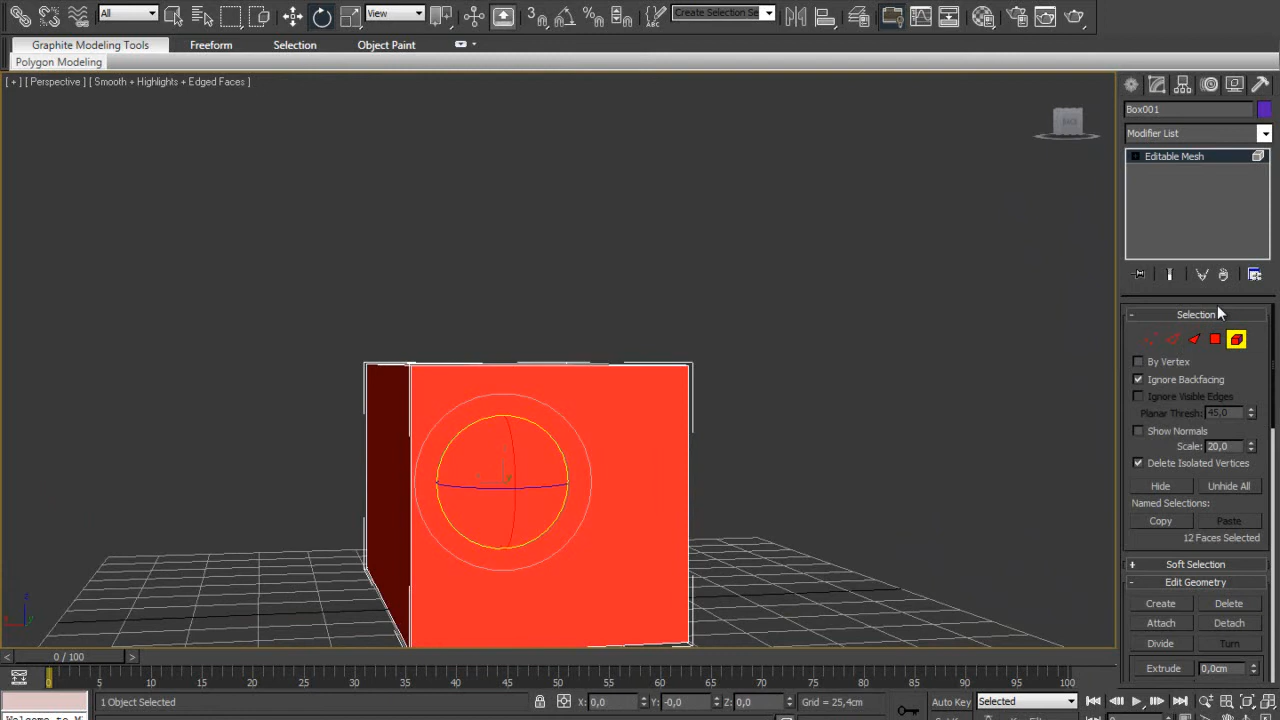 All
View
Create Selection Se
Graphite Modeling Tools
Freeform
Selection
Object Paint
Polygon Modeling
[ + ] [ Perspective ] [ Smooth + Highlights + Edged Faces ]
Box001
Modifier List
Editable Mesh
- Selection
By Vertex
Ignore Backfacing
Ignore Visible Edges
Planar Thresh: 45,0
Show Normals
Scale: 20,0
Delete Isolated Vertices
Hide
Unhide All
Named Selections:
Copy
Paste
12 Faces Selected
+ Soft Selection
- Edit Geometry
Create
Delete
Attach
Detach
Divide
Turn
Extrude
0,0cm
< 0 / 100 >
0 5 10 15 20 25 30 35 40 45 50 55 60 65 70 75 80 85 90 95 100
1 Object Selected
X: 0,0
Y: -0,0
Z: 0,0
Grid = 25,4cm
Auto Key
Selected